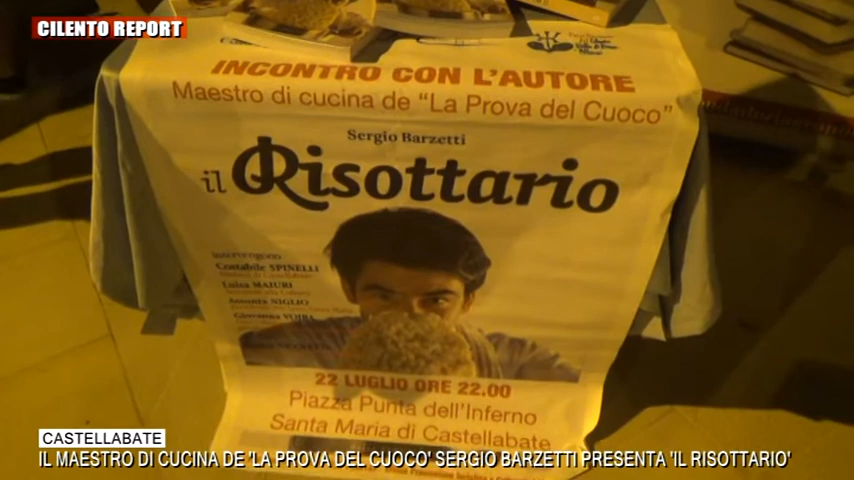 CILENTO REPORT
INCONTRO CON L'AUTORE
Maestro di cucina de "La Prova del Cuoco"
Sergio Barzetti
il Risottario
intervengono
Costabile SPINELLI
Luisa MAIURI
Assunta NIGLIO
Giovanna VOIRA
22 LUGLIO ORE 22.00
Piazza Punta dell'Inferno
Santa Maria di Castellabate
CASTELLABATE
IL MAESTRO DI CUCINA DE 'LA PROVA DEL CUOCO' SERGIO BARZETTI PRESENTA 'IL RISOTTARIO'